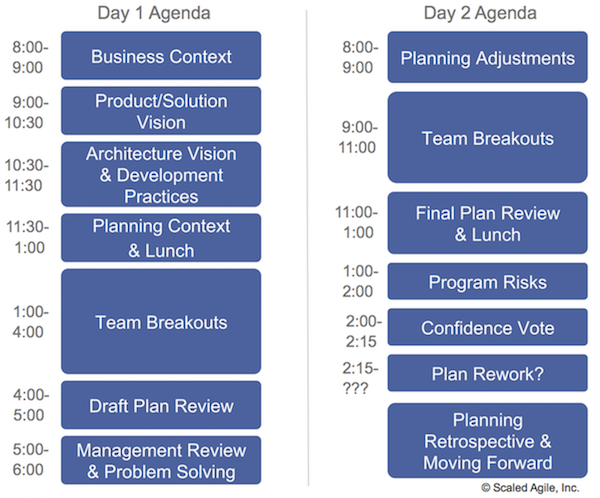 Day 1 Agenda
8:00-
9:00
Business Context
9:00-
10:30
Product/Solution
Vision
10:30-
11:30
Architecture Vision
& Development
Practices
11:30-
1:00
Planning Context
& Lunch
1:00-
4:00
Team Breakouts
4:00-
5:00
Draft Plan Review
5:00-
6:00
Management Review
& Problem Solving
Day 2 Agenda
8:00-
9:00
Planning Adjustments
9:00-
11:00
Team Breakouts
11:00-
1:00
Final Plan Review
& Lunch
1:00-
2:00
Program Risks
2:00-
2:15
Confidence Vote
2:15-
???
Plan Rework?
Planning
Retrospective &
Moving Forward
© Scaled Agile, Inc.